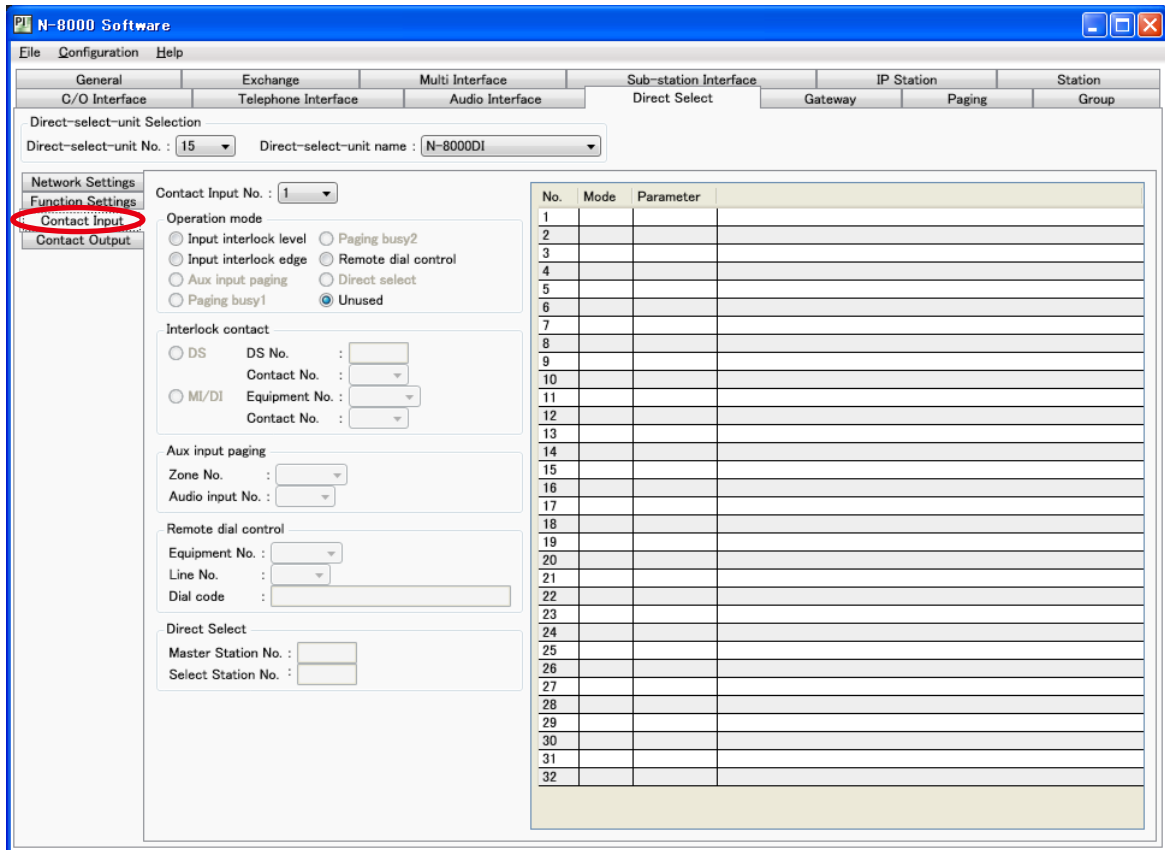 N-8000 Software
File Configuration Help
General Exchange Multi Interface Sub-station Interface IP Station Station
C/O Interface Telephone Interface Audio Interface Direct Select Gateway Paging Group
Direct-select-unit Selection
Direct-select-unit No. : 15 Direct-select-unit name : N-8000DI
Network Settings
Function Settings
Contact Input
Contact Output
Contact Input No. : 1
Operation mode
Input interlock level Paging busy2
Input interlock edge Remote dial control
Aux input paging Direct select
Paging busy1 Unused
Interlock contact
DS DS No. :
Contact No. :
MI/DI Equipment No. :
Contact No. :
Aux input paging
Zone No. :
Audio input No. :
Remote dial control
Equipment No. :
Line No. :
Dial code :
Direct Select
Master Station No. :
Select Station No. :
No. Mode Parameter
1
2
3
4
5
6
7
8
9
10
11
12
13
14
15
16
17
18
19
20
21
22
23
24
25
26
27
28
29
30
31
32